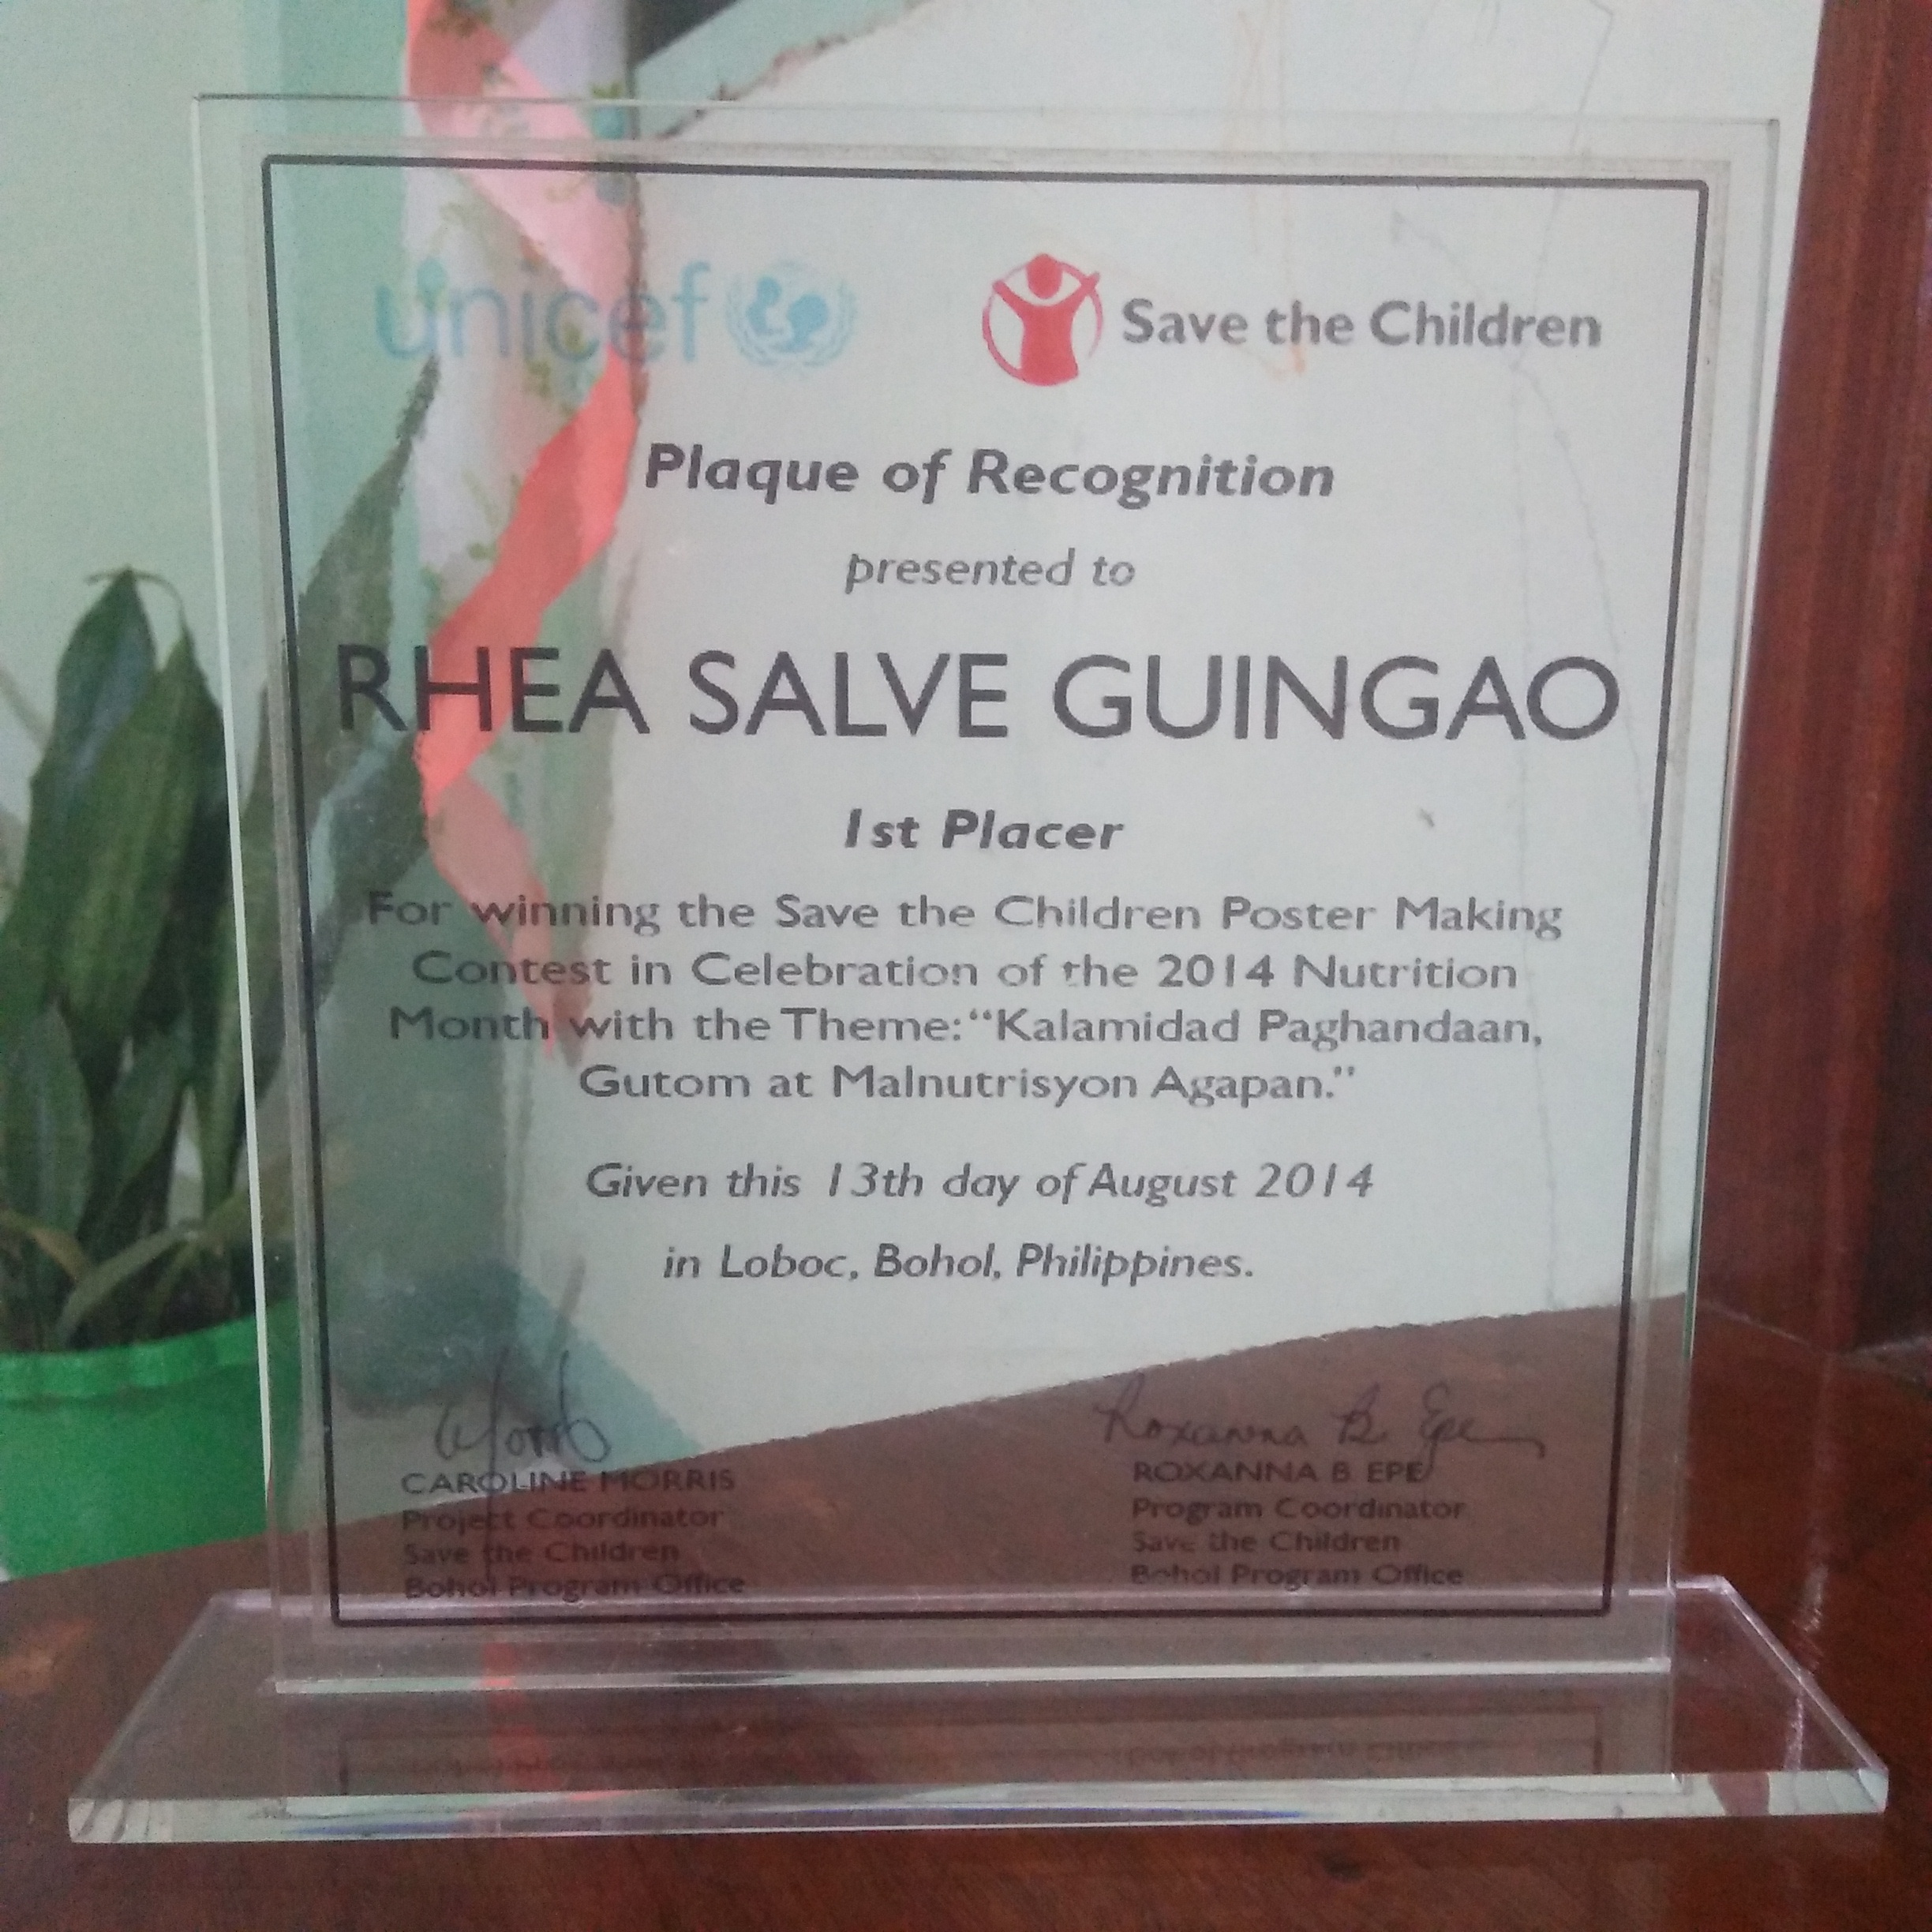 unicef
Save the Children
Plaque of Recognition
presented to
RHEA SALVE GUINGAO
1st Placer
For winning the Save the Children Poster Making
Contest in Celebration of the 2014 Nutrition
Month with the Theme: “Kalamidad Paghandaan,
Gutom at Malnutrisyon Agapan.”
Given this 13th day of August 2014
in Loboc, Bohol, Philippines.
CAROLINE MORRIS
Project Coordinator
Save the Children
Bohol Program Office
Roxanna B. Epe
ROXANNA B. EPE
Program Coordinator
Save the Children
Bohol Program Office